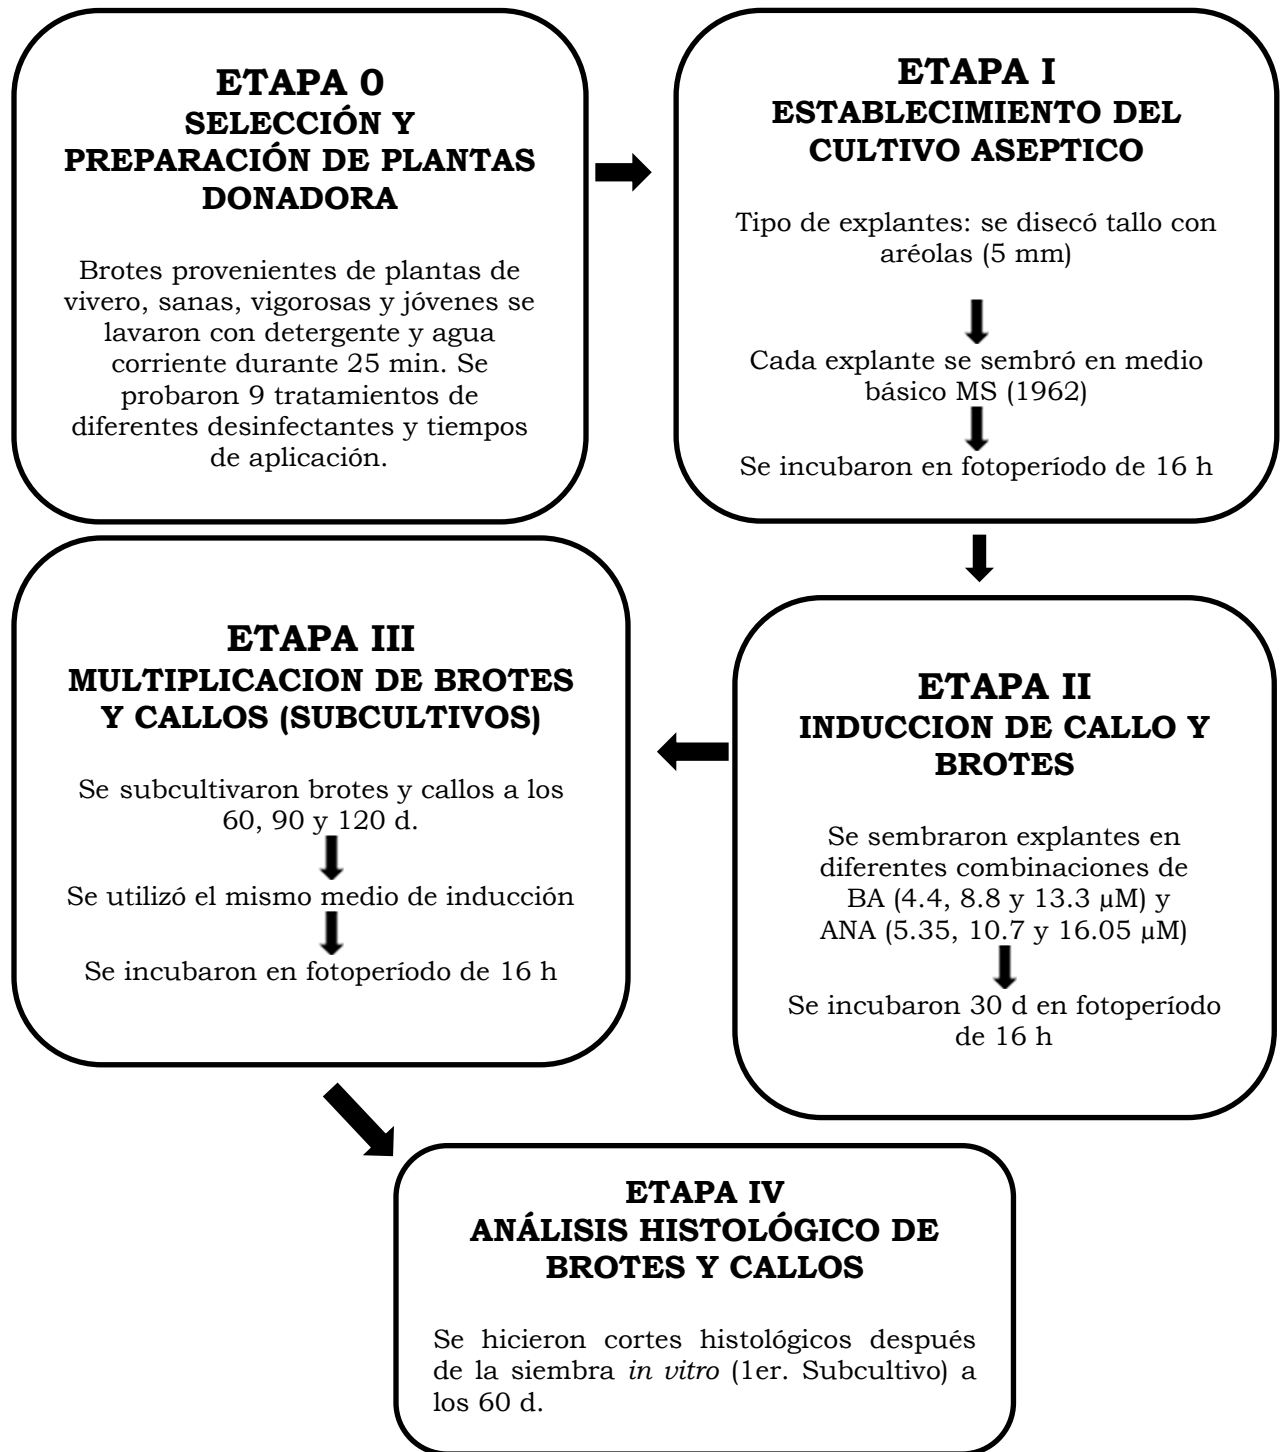 ETAPA 0
SELECCIÓN Y
PREPARACIÓN DE PLANTAS
DONADORA
Brotes provenientes de plantas de
vivero, sanas, vigorosas y jóvenes se
lavaron con detergente y agua
corriente durante 25 min. Se
probaron 9 tratamientos de
diferentes desinfectantes y tiempos
de aplicación.
ETAPA I
ESTABLECIMIENTO DEL
CULTIVO ASEPTICO
Tipo de explantes: se disecó tallo con
aréolas (5 mm)
Cada explante se sembró en medio
básico MS (1962)
Se incubaron en fotoperíodo de 16 h
ETAPA II
INDUCCION DE CALLO Y
BROTES
Se sembraron explantes en
diferentes combinaciones de
BA (4.4, 8.8 y 13.3 µM) y
ANA (5.35, 10.7 y 16.05 µM)
Se incubaron 30 d en fotoperíodo
de 16 h
ETAPA III
MULTIPLICACION DE BROTES
Y CALLOS (SUBCULTIVOS)
Se subcultivaron brotes y callos a los
60, 90 y 120 d.
Se utilizó el mismo medio de inducción
Se incubaron en fotoperíodo de 16 h
ETAPA IV
ANÁLISIS HISTOLÓGICO DE
BROTES Y CALLOS
Se hicieron cortes histológicos después
de la siembra in vitro (1er. Subcultivo) a
los 60 d.